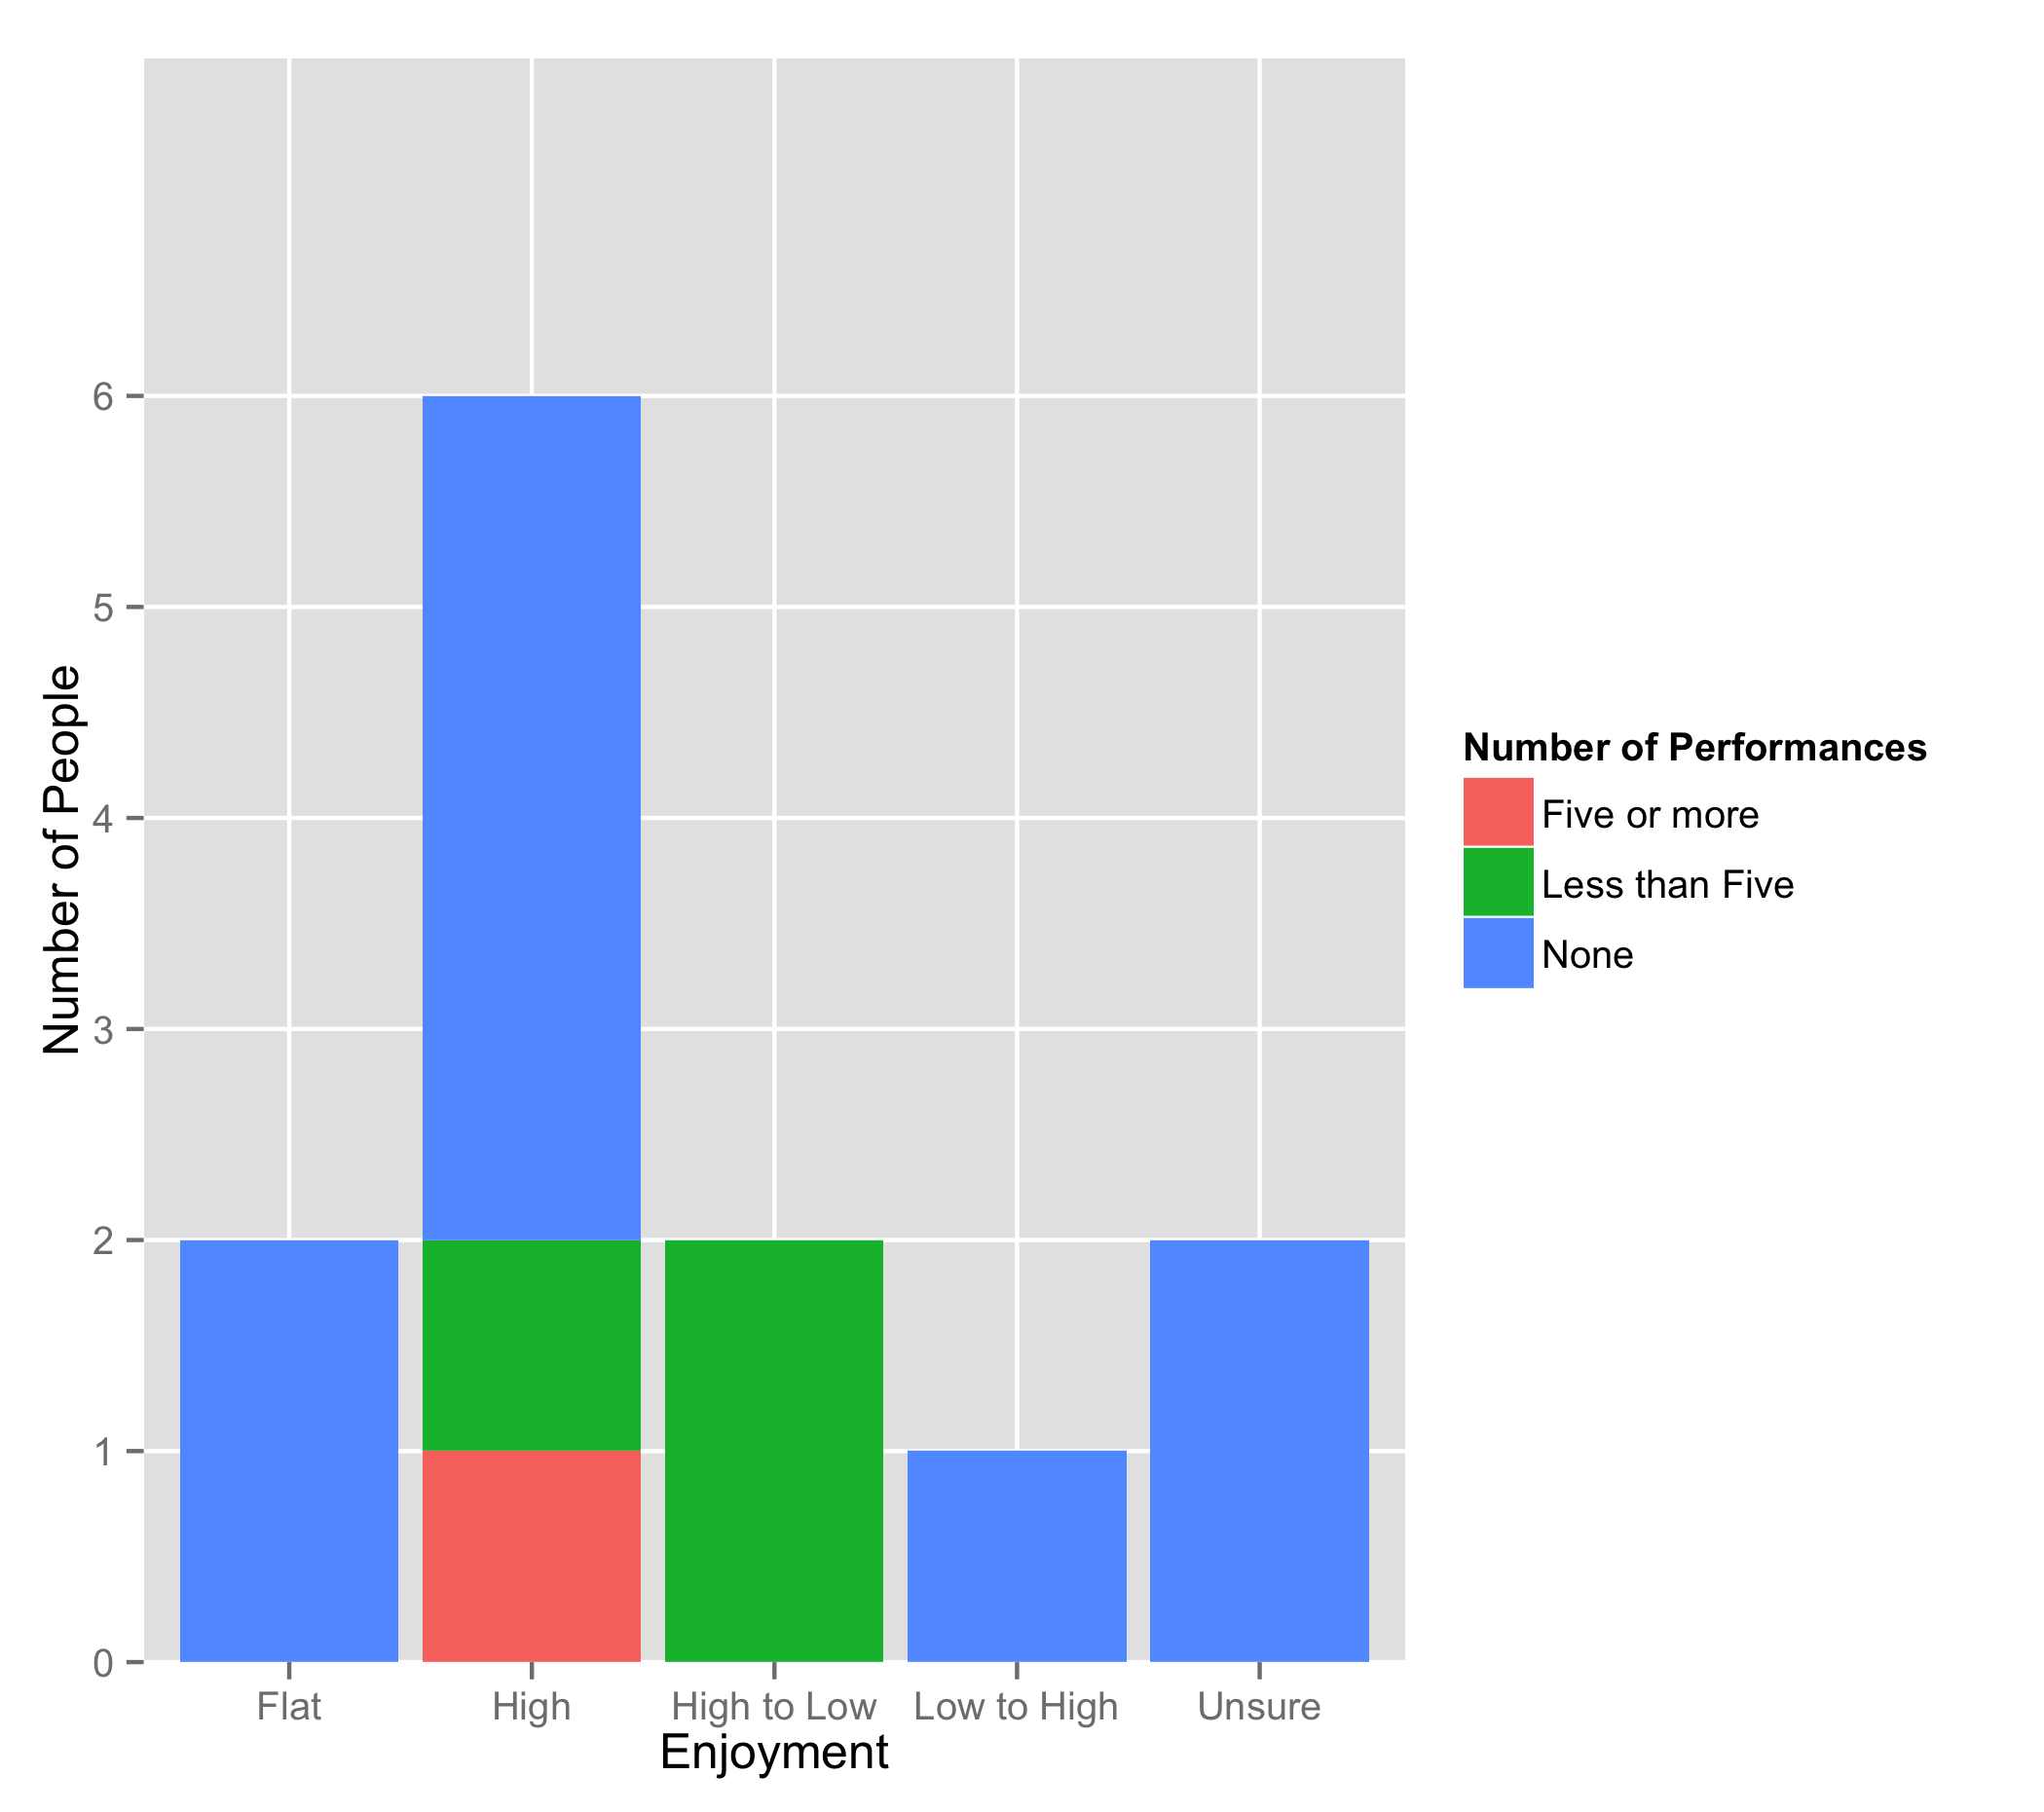 Number of People
6
5
4
3
2
1
0
Flat
High
High to Low
Low to High
Unsure
Enjoyment
Number of Performances
Five or more
Less than Five
None